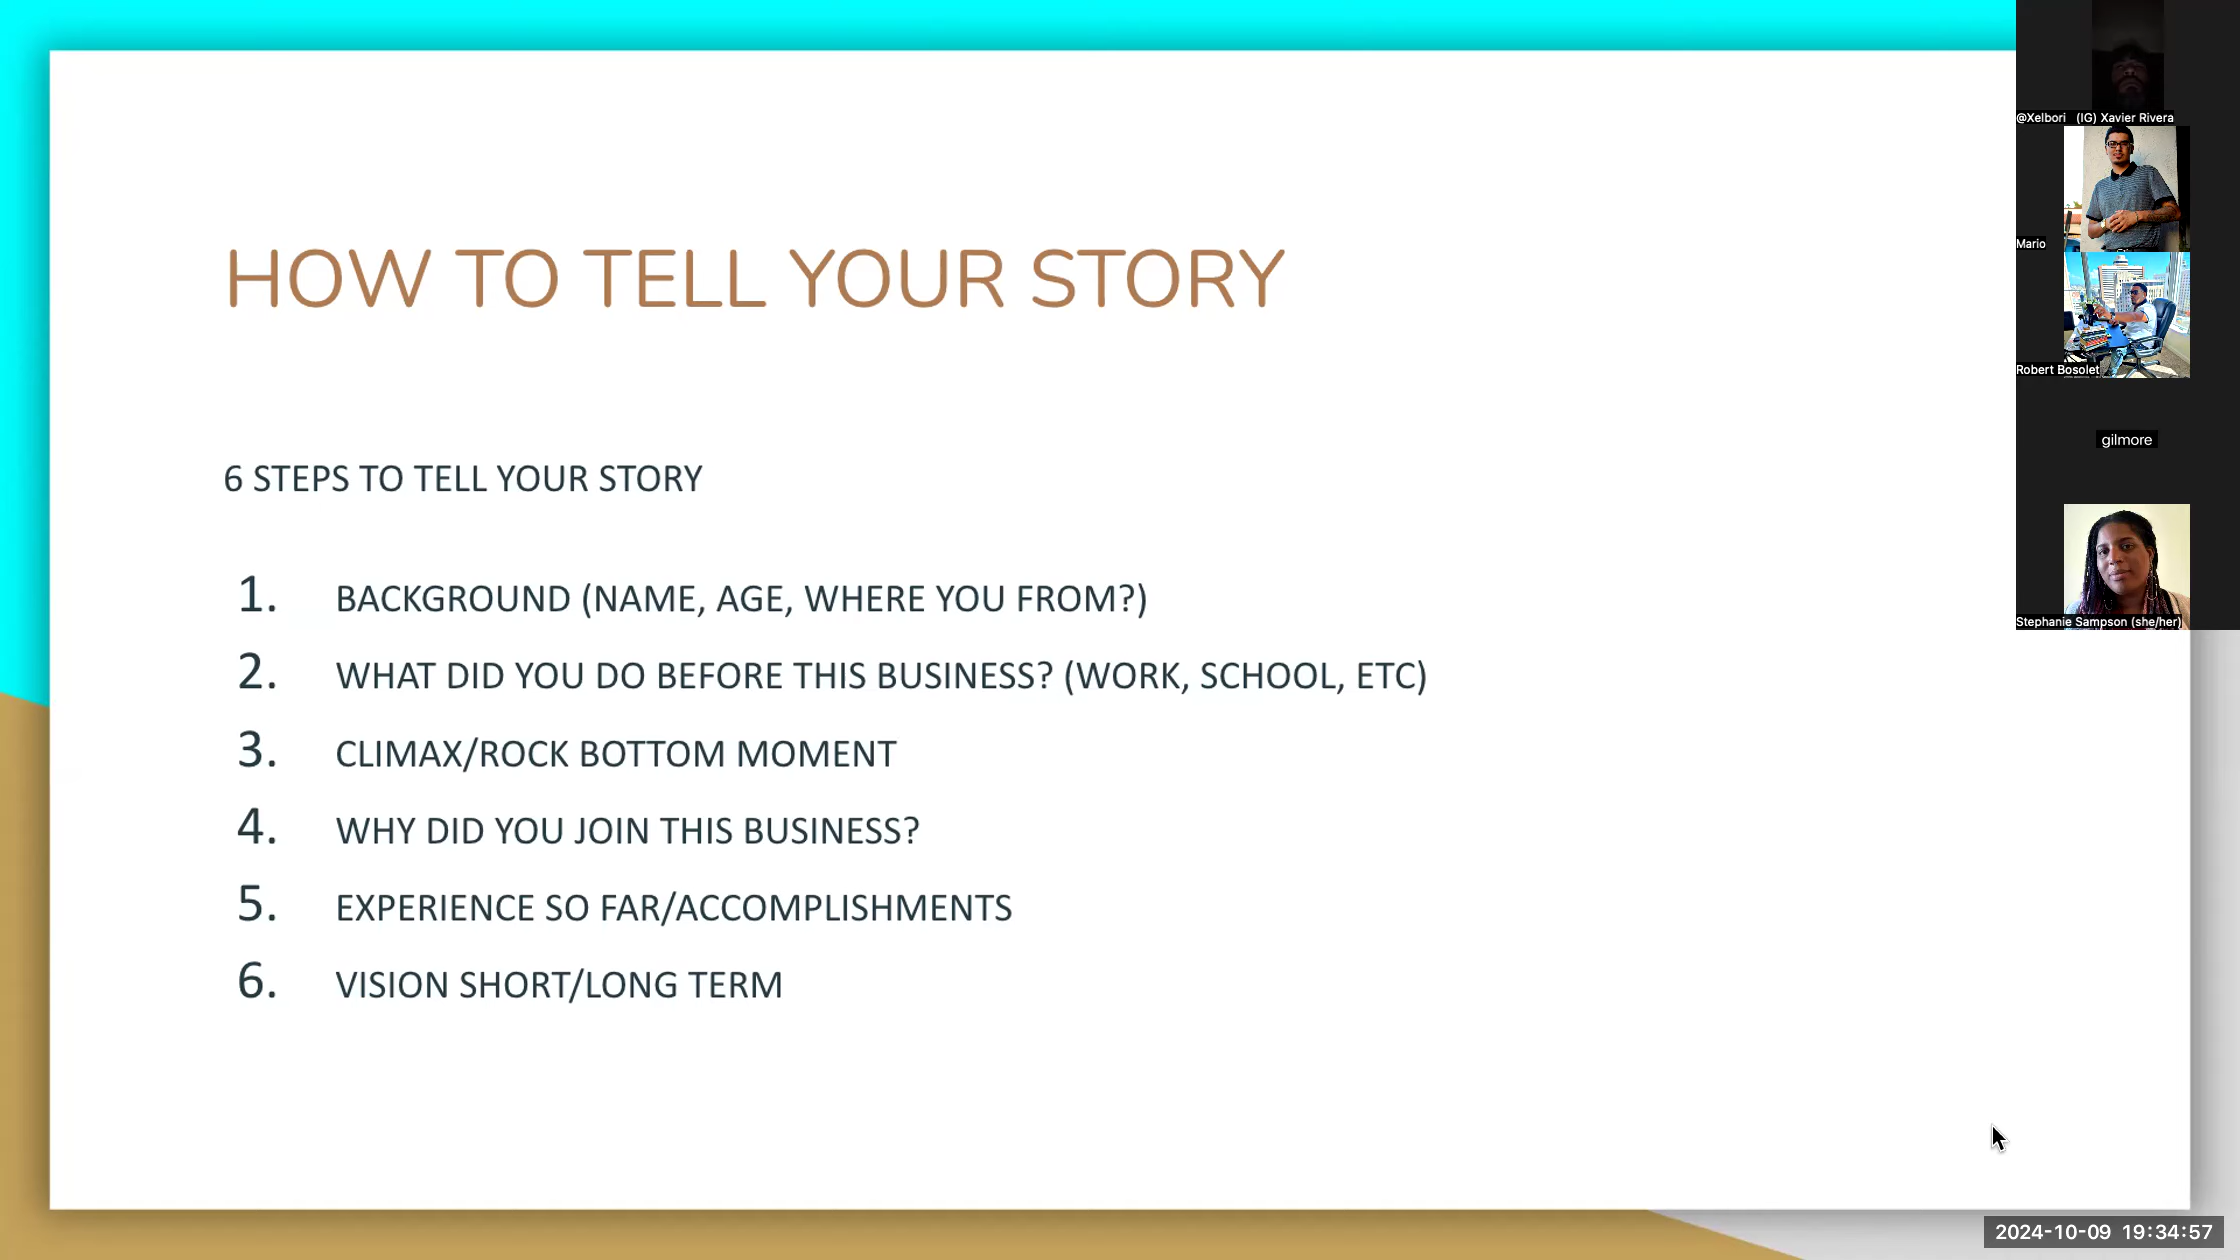 HOW TO TELL YOUR STORY
6 STEPS TO TELL YOUR STORY
1. BACKGROUND (NAME, AGE, WHERE YOU FROM?)
2. WHAT DID YOU DO BEFORE THIS BUSINESS? (WORK, SCHOOL, ETC)
3. CLIMAX/ROCK BOTTOM MOMENT
4. WHY DID YOU JOIN THIS BUSINESS?
5. EXPERIENCE SO FAR/ACCOMPLISHMENTS
6. VISION SHORT/LONG TERM
@Xelbori (IG) Xavier Rivera
Mario
Robert Bosolet
gilmore
Stephanie Sampson (she/her)
2024-10-09 19:34:57